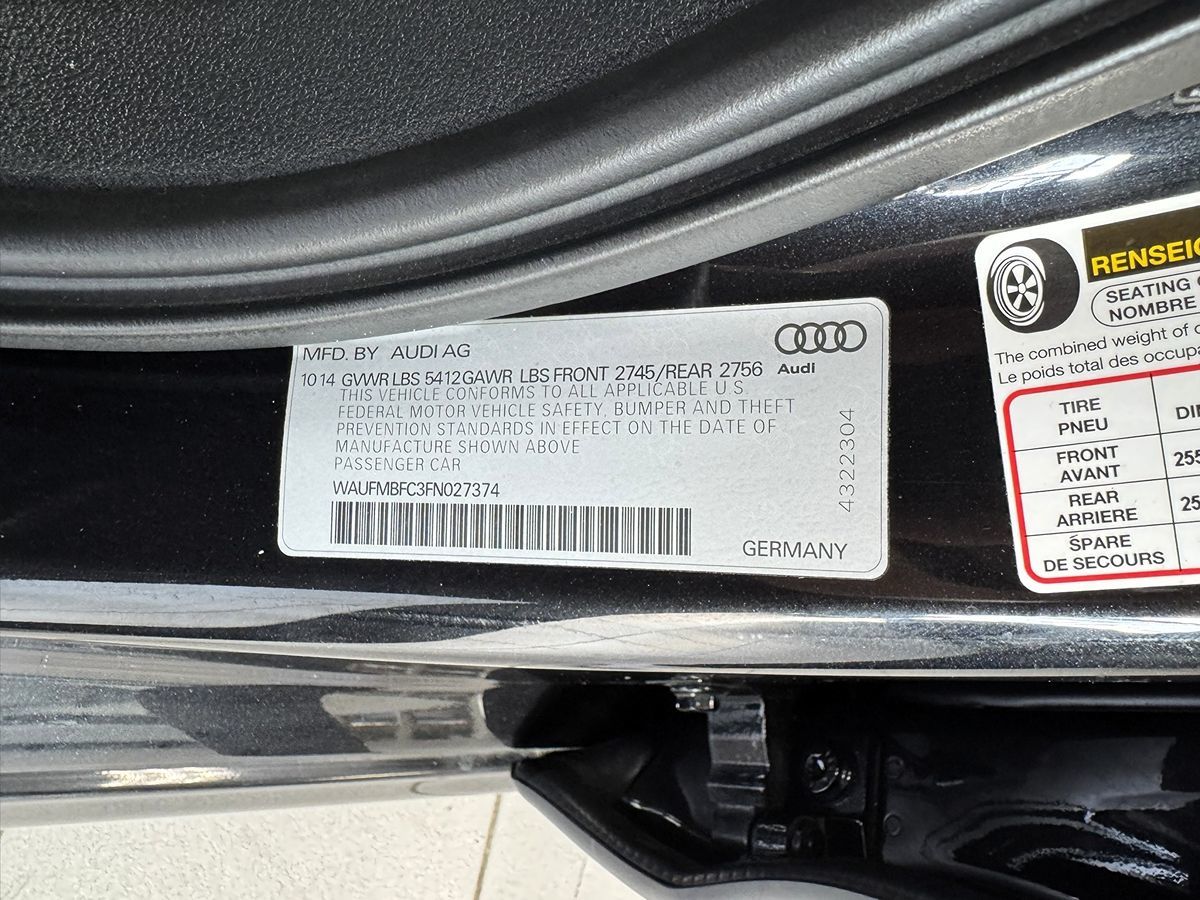 MFD. BY AUDI AG
Audi
10 14 GVWR LBS 5412 GAWR LBS FRONT 2745/REAR 2756
THIS VEHICLE CONFORMS TO ALL APPLICABLE U.S.
FEDERAL MOTOR VEHICLE SAFETY, BUMPER AND THEFT
PREVENTION STANDARDS IN EFFECT ON THE DATE OF
MANUFACTURE SHOWN ABOVE
PASSENGER CAR
WAUFMBFC3FN027374
4322304
GERMANY
SEATING
NOMBRE
The combined weight of
Le poids total des
TIRE
PNEU
FRONT
AVANT
255
REAR
ARRIERE
SPARE
DE SECOURS